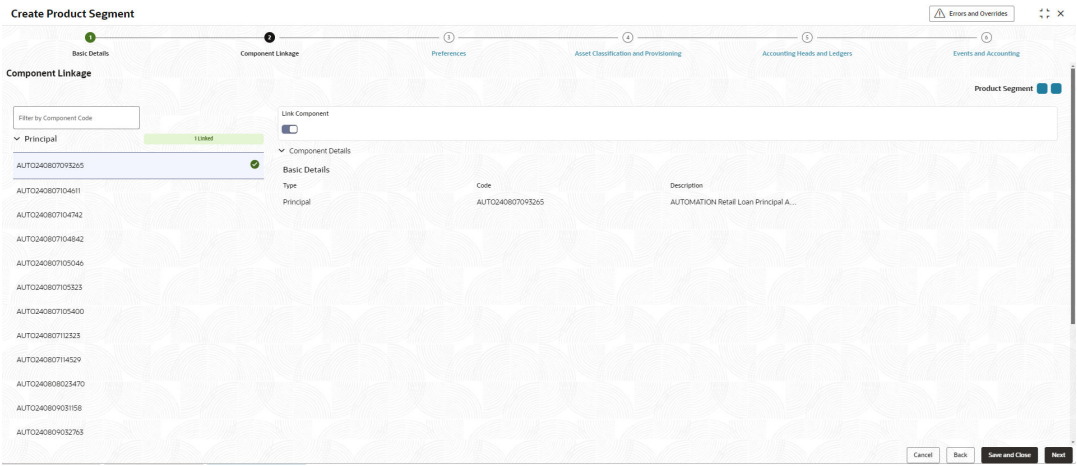 Create Product Segment
Errors and Overrides
1 2 3 4 5 6
Basic Details Component Linkage Preferences Asset Classification and Provisioning Accounting Heads and Ledgers Events and Accounting
Component Linkage
Product Segment
Filter by Component Code
Principal 1 Linked
AUTO240807093265
AUTO240807104611
AUTO240807104742
AUTO240807104842
AUTO240807105046
AUTO240807105323
AUTO240807105400
AUTO240807112323
AUTO240807114529
AUTO240808023470
AUTO240809031158
AUTO240809032763
Link Component
Component Details
Basic Details
Type Code Description
Principal AUTO240807093265 AUTOMATION Retail Loan Principal A...
Cancel Back Save and Close Next